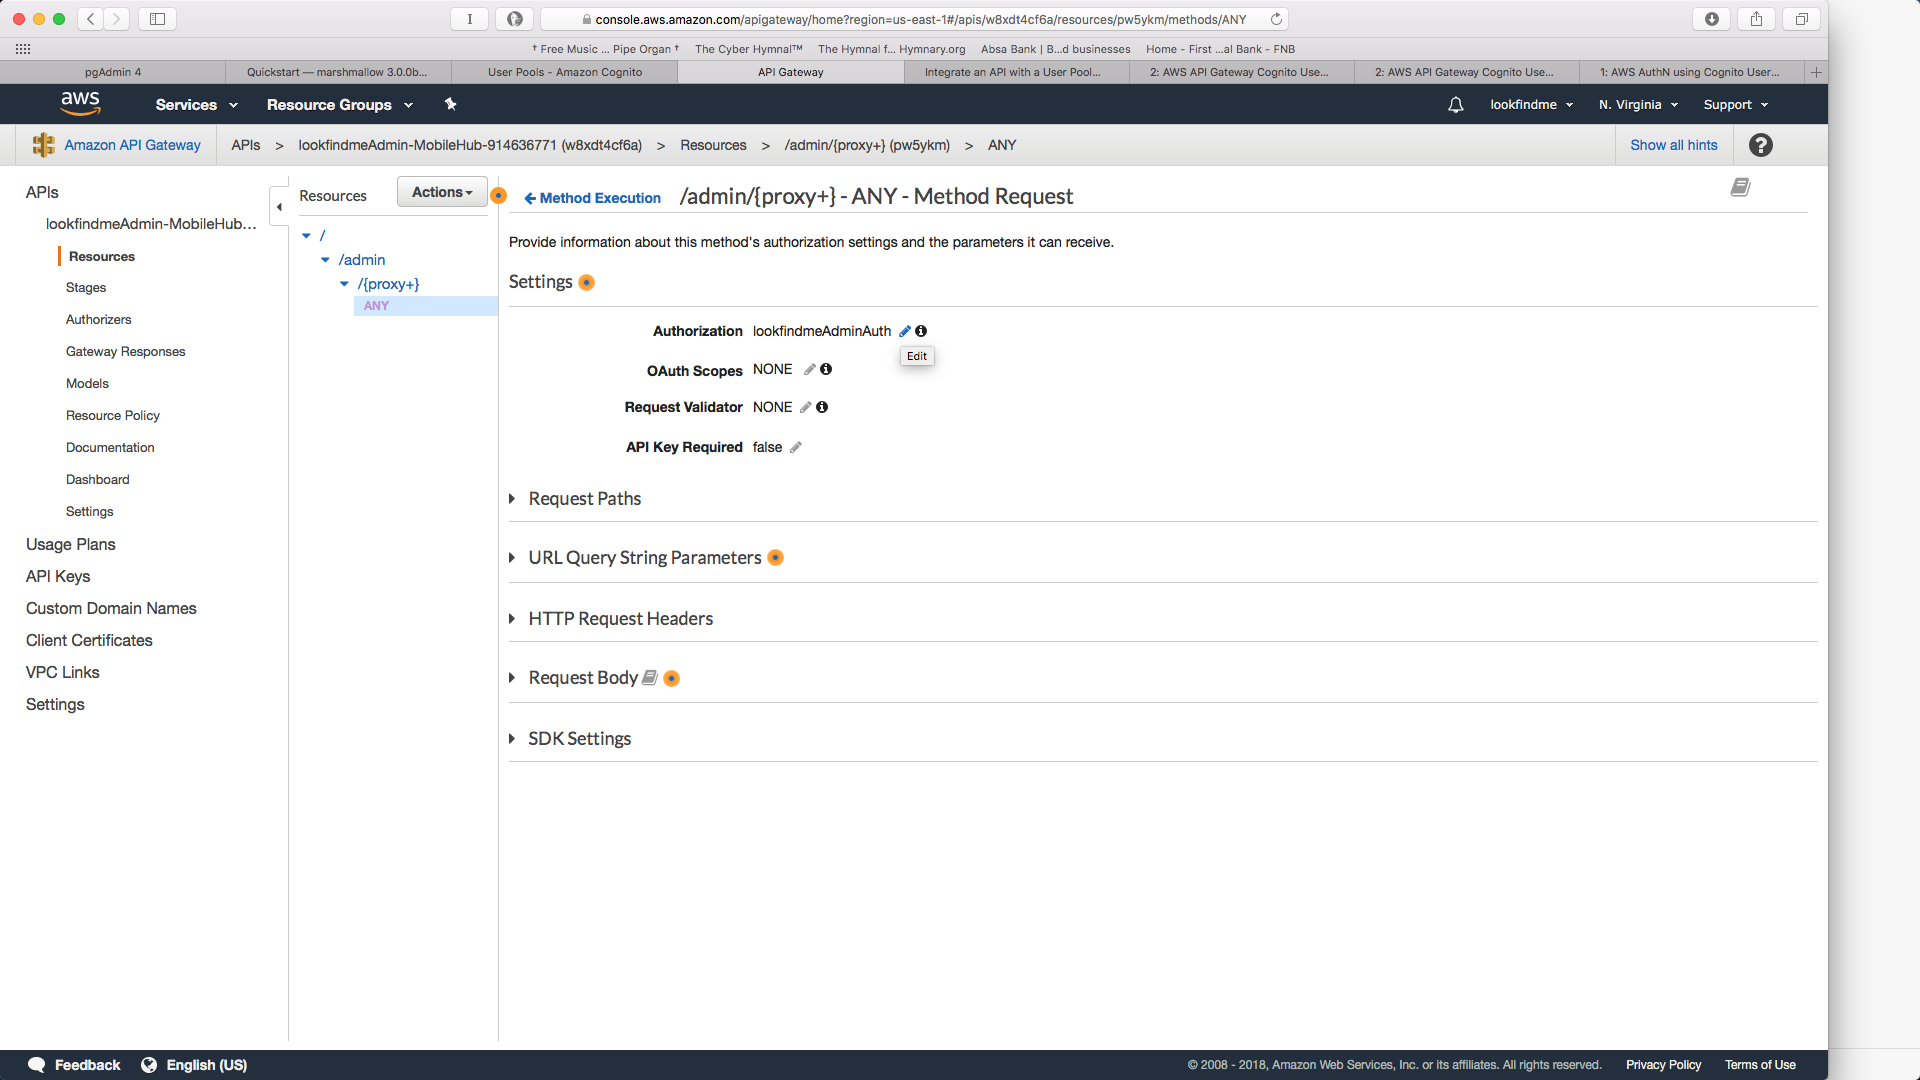 I
console.aws.amazon.com/apigateway/home?region=us-east-1#/apis/w8xdt4cf6a/resources/pw5ykm/methods/ANY
† Free Music ... Pipe Organ †
The Cyber Hymnal™
The Hymnal f... Hymnary.org
Absa Bank | B...d businesses
Home - First ...al Bank - FNB
pgAdmin 4
Quickstart — marshmallow 3.0.0b...
User Pools - Amazon Cognito
API Gateway
Integrate an API with a User Pool...
2: AWS API Gateway Cognito Use...
2: AWS API Gateway Cognito Use...
1: AWS AuthN using Cognito User...
aws
Services
Resource Groups
lookfindme
N. Virginia
Support
Amazon API Gateway
APIs > lookfindmeAdmin-MobileHub-914636771 (w8xdt4cf6a) > Resources > /admin/{proxy+} (pw5ykm) > ANY
Show all hints
?
APIs
lookfindmeAdmin-MobileHub...
Resources
Stages
Authorizers
Gateway Responses
Models
Resource Policy
Documentation
Dashboard
Settings
Usage Plans
API Keys
Custom Domain Names
Client Certificates
VPC Links
Settings
Resources
Actions
/
/admin
/{proxy+}
ANY
Method Execution
/admin/{proxy+} - ANY - Method Request
Provide information about this method's authorization settings and the parameters it can receive.
Settings
Authorization lookfindmeAdminAuth
Edit
OAuth Scopes NONE
Request Validator NONE
API Key Required false
Request Paths
URL Query String Parameters
HTTP Request Headers
Request Body
SDK Settings
Feedback
English (US)
© 2008 - 2018, Amazon Web Services, Inc. or its affiliates. All rights reserved.
Privacy Policy
Terms of Use